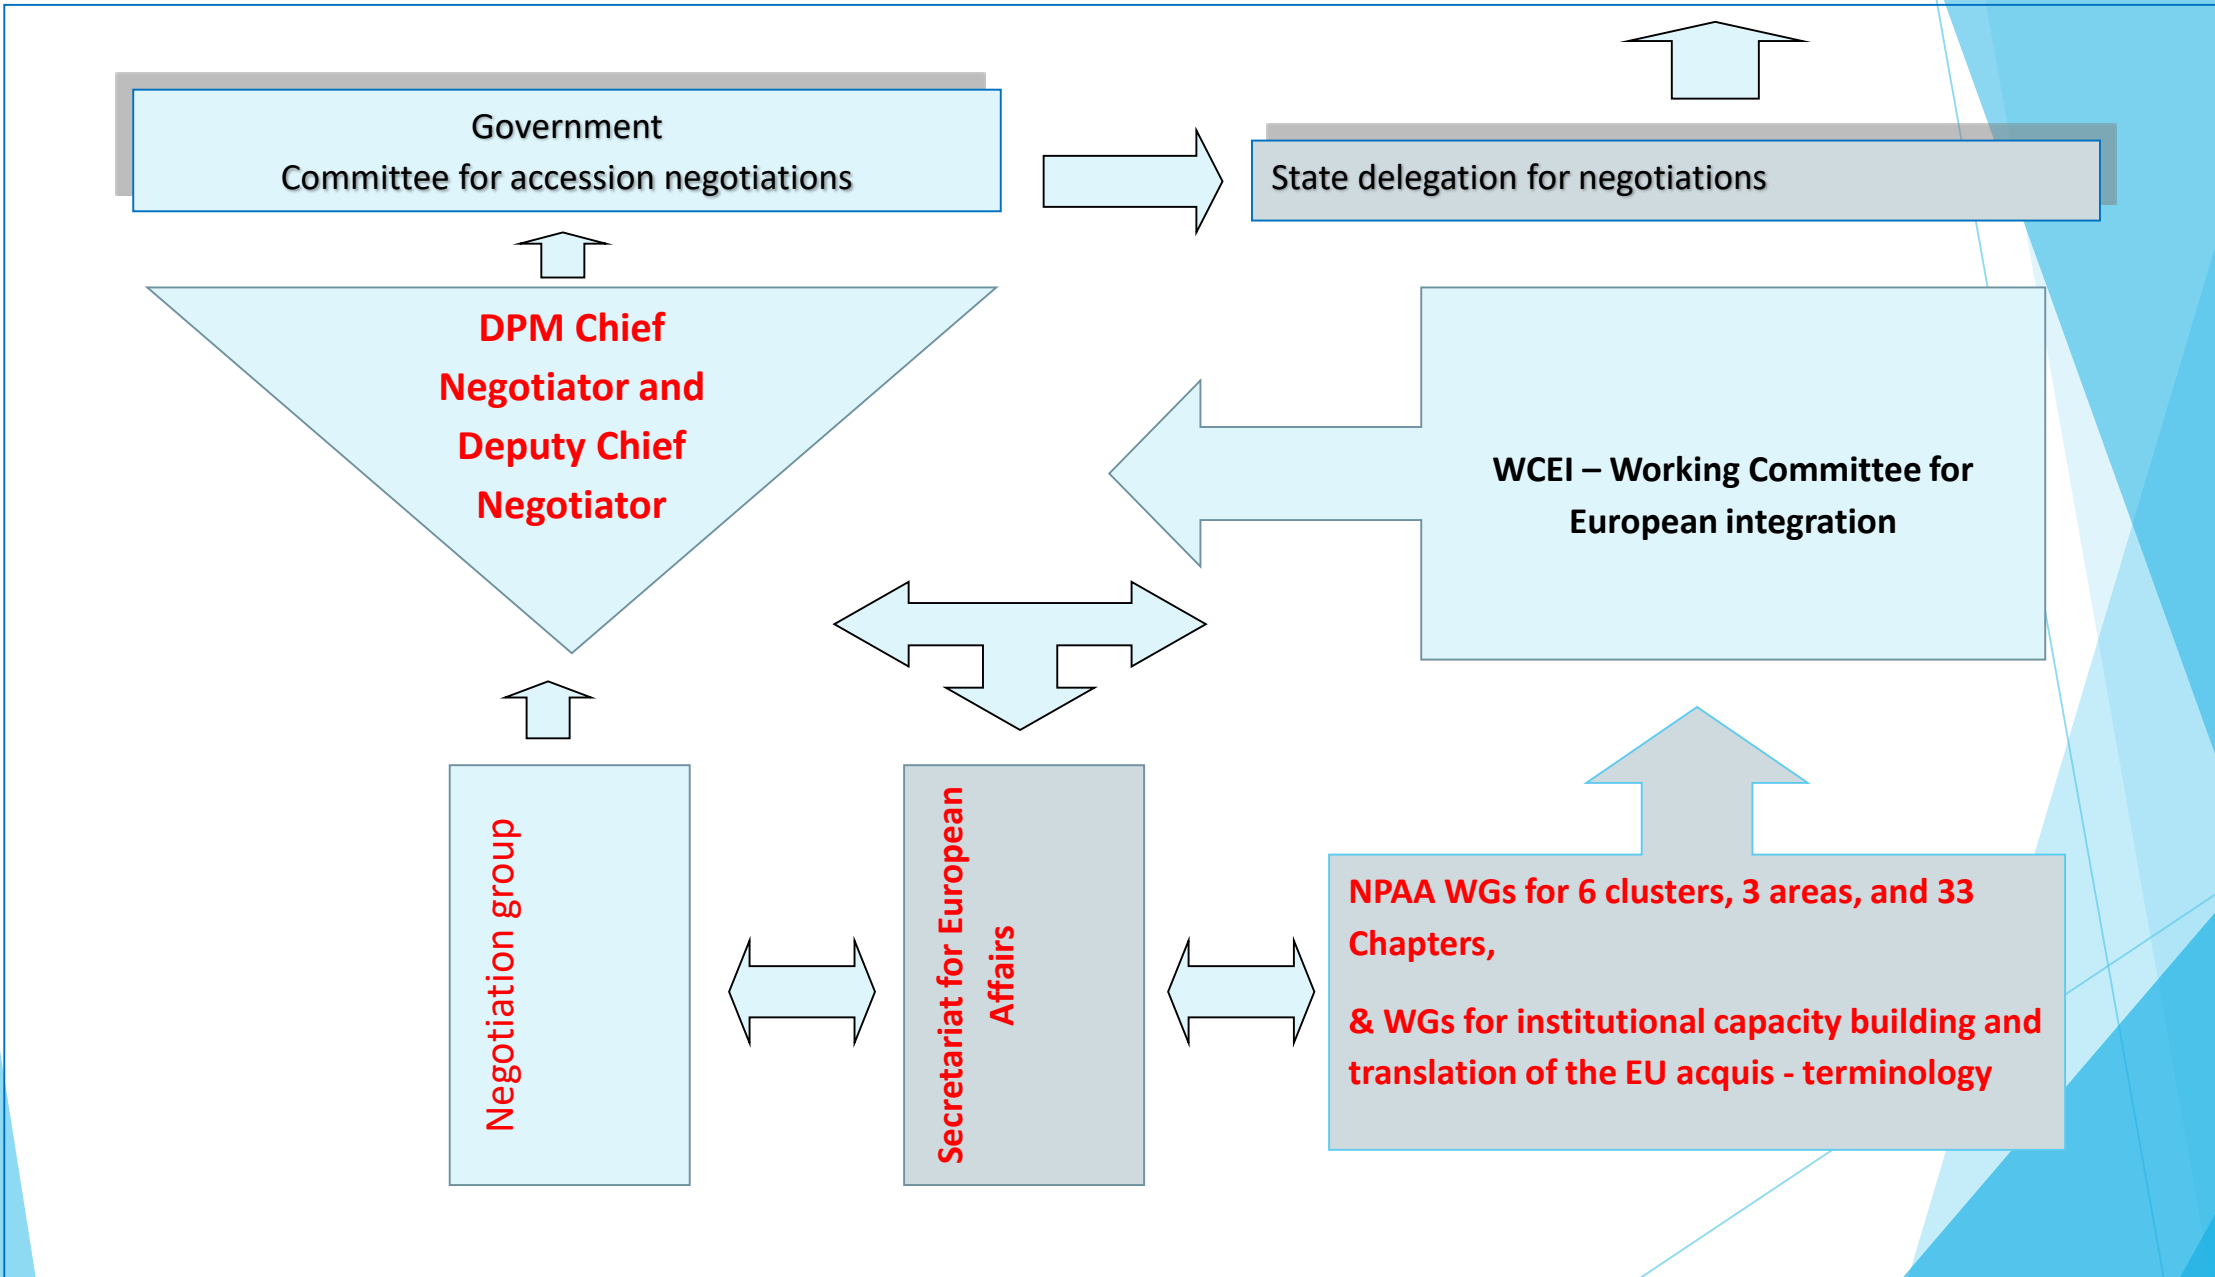 Government
Committee for accession negotiations
State delegation for negotiations
DPM Chief
Negotiator and
Deputy Chief
Negotiator
WCEI – Working Committee for
European integration
Negotiation group
Secretariat for European
Affairs
NPAA WGs for 6 clusters, 3 areas, and 33
Chapters,
& WGs for institutional capacity building and
translation of the EU acquis - terminology